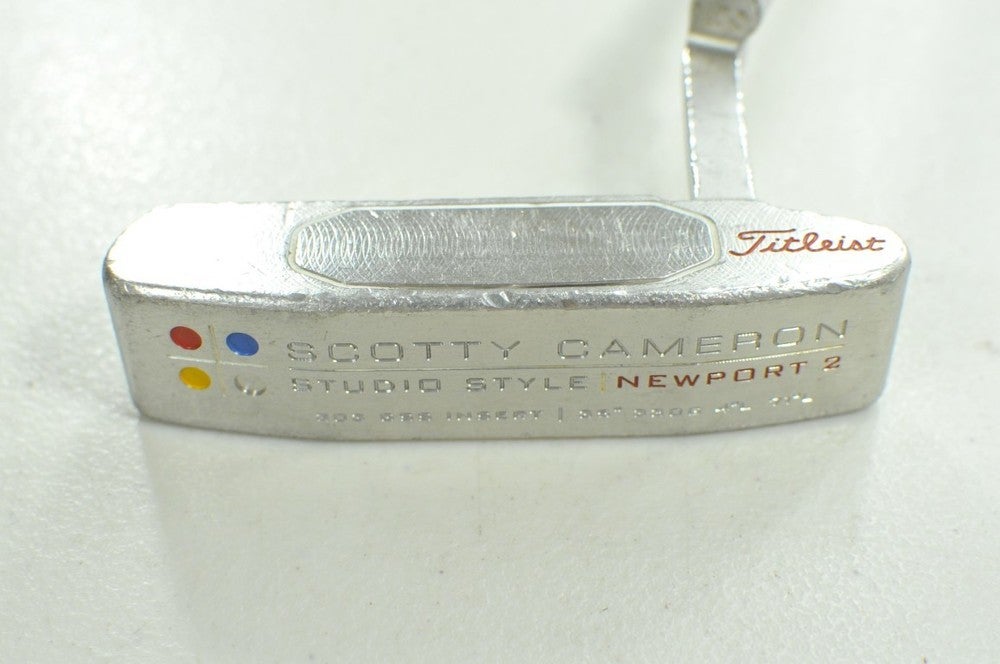 Titleist
SCOTTY CAMERON
STUDIO STYLE | NEWPORT 2
303 GSS INSERT |